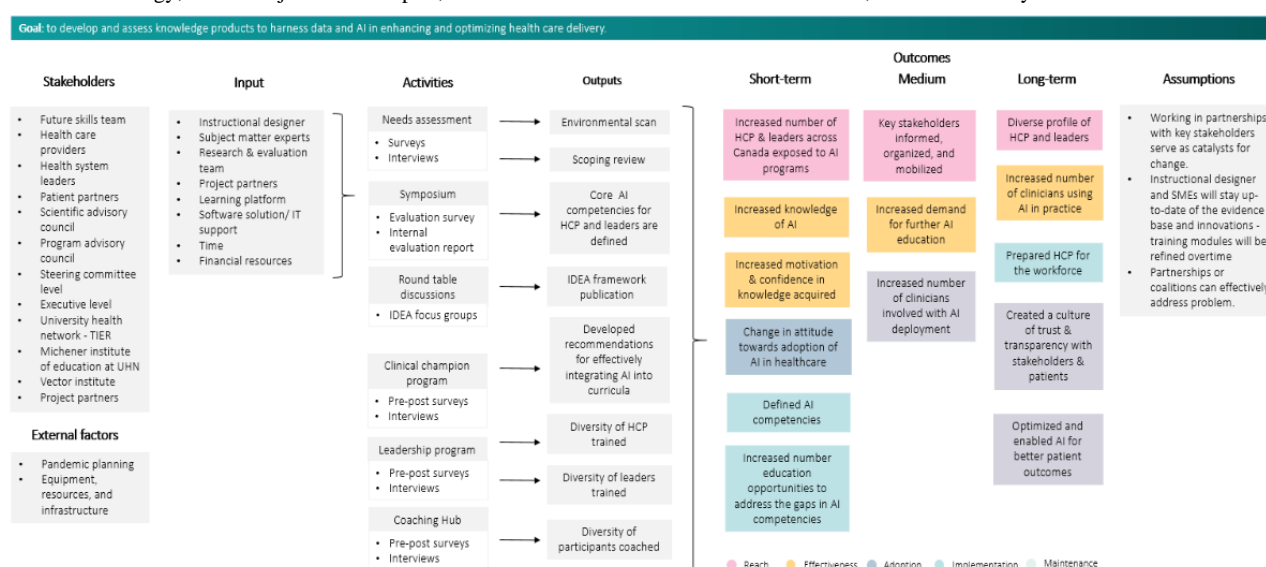 Goal: to develop and assess knowledge products to harness data and AI in enhancing and optimizing health care delivery.
Stakeholders
• Future skills team
• Health care
providers
• Health system
leaders
• Patient partners
• Scientific advisory
council
• Program advisory
council
• Steering committee
level
• Executive level
• University health
network - TIER
• Michener institute
of education at UHN
• Vector institute
• Project partners
External factors
• Pandemic planning
• Equipment,
resources, and
infrastructure
Input
• Instructional designer
• Subject matter experts
• Research & evaluation
team
• Project partners
• Learning platform
• Software solution/ IT
support
• Time
• Financial resources
Activities
Needs assessment
• Surveys
• Interviews
Symposium
• Evaluation survey
• Internal
evaluation report
Round table
discussions
• IDEA focus groups
Clinical champion
program
• Pre-post surveys
• Interviews
Leadership program
• Pre-post surveys
• Interviews
Coaching Hub
• Pre-post surveys
• Interviews
Outputs
Environmental scan
Scoping review
Core AI
competencies for
HCP and leaders are
defined
IDEA framework
publication
Developed
recommendations
for effectively
integrating AI into
curricula
Diversity of HCP
trained
Diversity of leaders
trained
Diversity of
participants coached
Outcomes
Short-term
Increased number of
HCP & leaders across
Canada exposed to AI
programs
Increased knowledge
of AI
Increased motivation
& confidence in
knowledge acquired
Change in attitude
towards adoption of
AI in healthcare
Defined AI
competencies
Increased number
education
opportunities to
address the gaps in AI
competencies
Medium
Key stakeholders
informed,
organized, and
mobilized
Increased demand
for further AI
education
Increased number
of clinicians
involved with AI
deployment
Long-term
Diverse profile of
HCP and leaders
Increased number
of clinicians using
AI in practice
Prepared HCP for
the workforce
Created a culture
of trust &
transparency with
stakeholders &
patients
Optimized and
enabled AI for
better patient
outcomes
Assumptions
• Working in partnerships
with key stakeholders
serve as catalysts for
change.
• Instructional designer
and SMEs will stay up-
to-date of the evidence
base and innovations -
training modules will be
refined overtime
• Partnerships or
coalitions can effectively
address problem.
Reach Effectiveness Adoption Implementation Maintenance